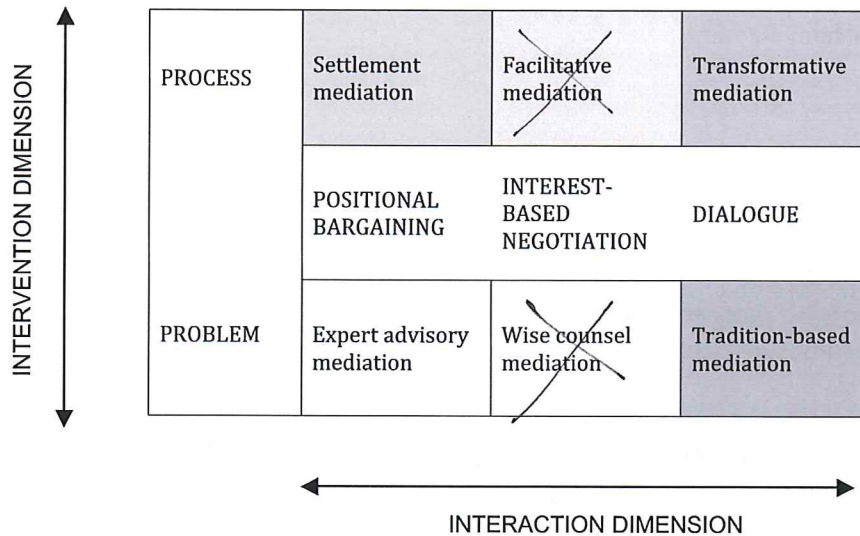 INTERVENTION DIMENSION
PROCESS
Settlement
mediation
Facilitative
mediation
Transformative
mediation
POSITIONAL
BARGAINING
INTEREST-
BASED
NEGOTIATION
DIALOGUE
PROBLEM
Expert advisory
mediation
Wise counsel
mediation
Tradition-based
mediation
INTERACTION DIMENSION